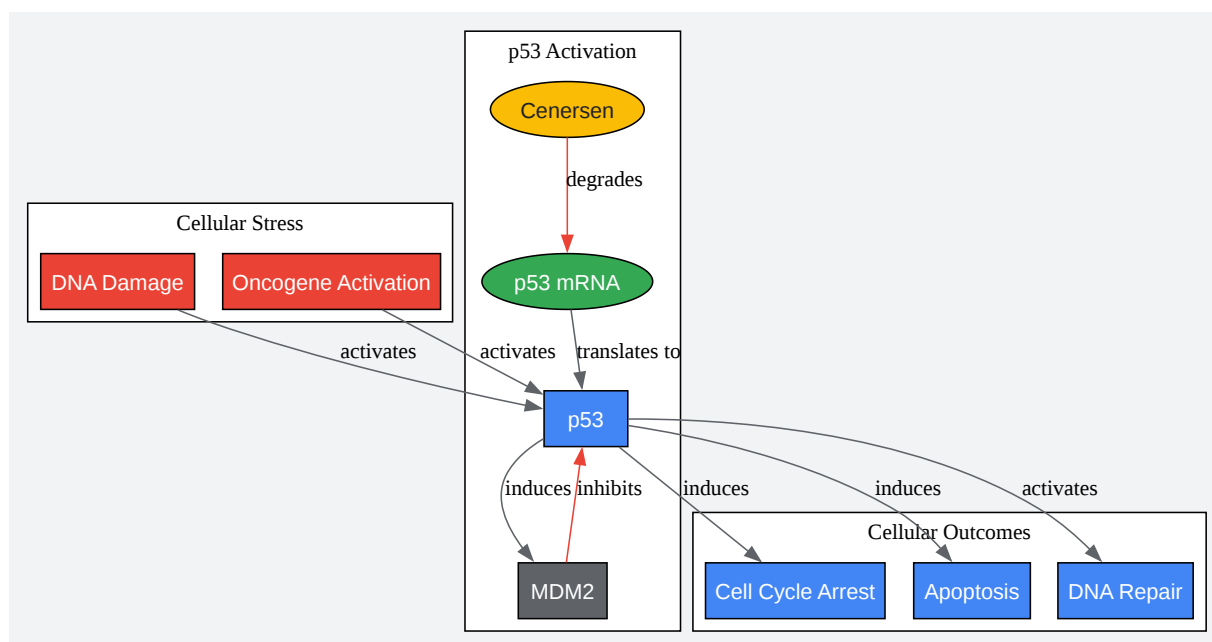 p53 Activation
Cenersen
degrades
Cellular Stress
DNA Damage
Oncogene Activation
p53 mRNA
activates
activates
translates to
p53
induces
inhibits
induces
induces
activates
Cellular Outcomes
MDM2
Cell Cycle Arrest
Apoptosis
DNA Repair